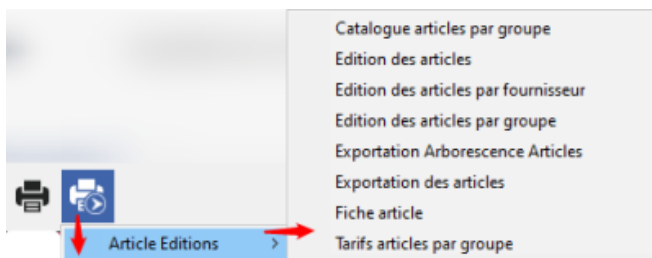 Catalogue articles par groupe
Edition des articles
Edition des articles par fournisseur
Edition des articles par groupe
Exportation Arborescence Articles
Exportation des articles
Fiche article
Article Editions
Tarifs articles par groupe